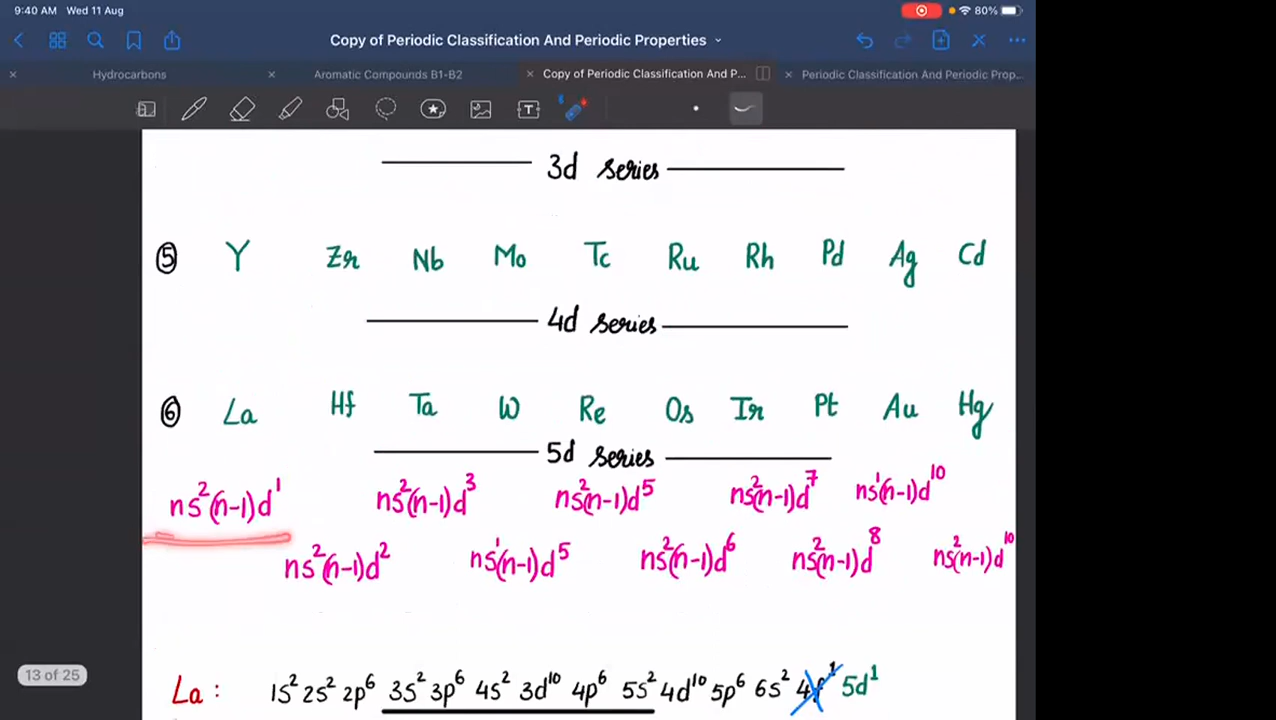 9:40 AM Wed 11 Aug 80%
Copy of Periodic Classification And Periodic Properties
Hydrocarbons Aromatic Compounds B1-B2 Copy of Periodic Classification And P... Periodic Classification And Periodic Prop...
3d series
⑤ Y Zr Nb Mo Tc Ru Rh Pd Ag Cd
4d series
⑥ La Hf Ta W Re Os Ir Pt Au Hg
5d series
ns²(n-1)d¹ ns²(n-1)d³ ns²(n-1)d⁵ ns²(n-1)d⁷ ns¹(n-1)d¹⁰
ns²(n-1)d² ns¹(n-1)d⁵ ns²(n-1)d⁶ ns²(n-1)d⁸ ns²(n-1)d¹⁰
13 of 25
La : 1s² 2s² 2p⁶ 3s² 3p⁶ 4s² 3d¹⁰ 4p⁶ 5s² 4d¹⁰ 5p⁶ 6s² 4f¹ 5d¹